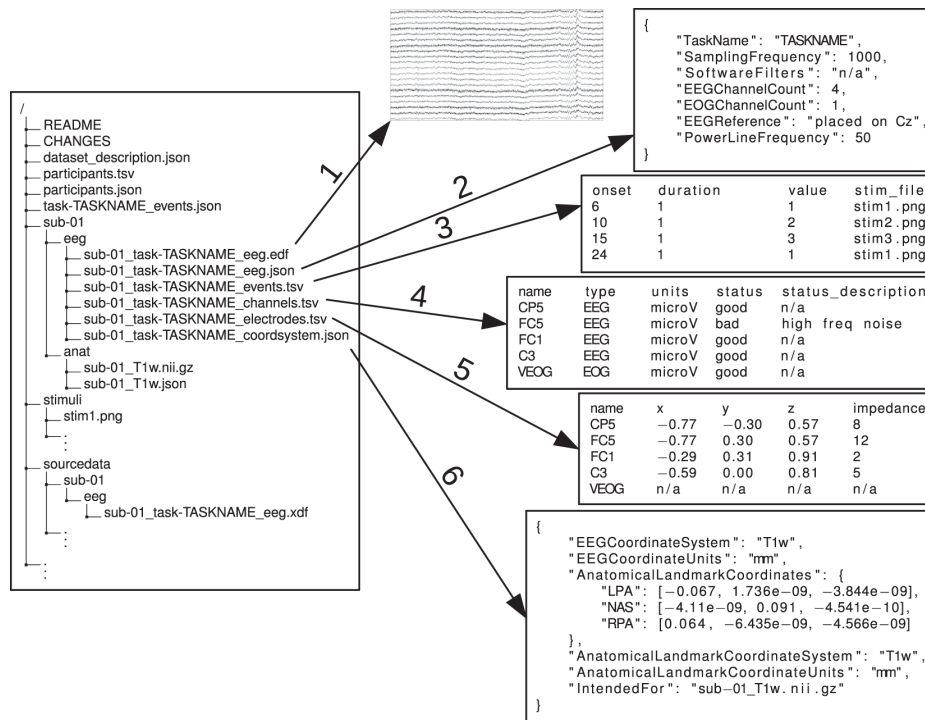 /
README
CHANGES
dataset_description.json
participants.tsv
participants.json
task-TASKNAME_events.json
sub-01
eeg
sub-01_task-TASKNAME_eeg.edf
sub-01_task-TASKNAME_eeg.json
sub-01_task-TASKNAME_events.tsv
sub-01_task-TASKNAME_channels.tsv
sub-01_task-TASKNAME_electrodes.tsv
sub-01_task-TASKNAME_coordsystem.json
anat
sub-01_T1w.nii.gz
sub-01_T1w.json
stimuli
stim1.png
:
sourcedata
sub-01
eeg
sub-01_task-TASKNAME_eeg.xdf
:
:
1
2
3
4
5
6
{
"TaskName": "TASKNAME",
"SamplingFrequency": 1000,
"SoftwareFilters": "n/a",
"EEGChannelCount": 4,
"EOGChannelCount": 1,
"EEGReference": "placed on Cz",
"PowerLineFrequency": 50
}
onset duration value stim_file
6 1 1 stim1.png
10 1 2 stim2.png
15 1 3 stim3.png
24 1 1 stim1.png
name type units status status_description
CP5 EEG microV good n/a
FC5 EEG microV bad high freq noise
FC1 EEG microV good n/a
C3 EEG microV good n/a
VEOG EOG microV good n/a
name x y z impedance
CP5 −0.77 −0.30 0.57 8
FC5 −0.77 0.30 0.57 12
FC1 −0.29 0.31 0.91 2
C3 −0.59 0.00 0.81 5
VEOG n/a n/a n/a n/a
{
"EEGCoordinateSystem": "T1w",
"EEGCoordinateUnits": "mm",
"AnatomicalLandmarkCoordinates": {
"LPA": [−0.067, 1.736e−09, −3.844e−09],
"NAS": [−4.11e−09, 0.091, −4.541e−10],
"RPA": [0.064, −6.435e−09, −4.566e−09]
},
"AnatomicalLandmarkCoordinateSystem": "T1w",
"AnatomicalLandmarkCoordinateUnits": "mm",
"IntendedFor": "sub−01_T1w.nii.gz"
}